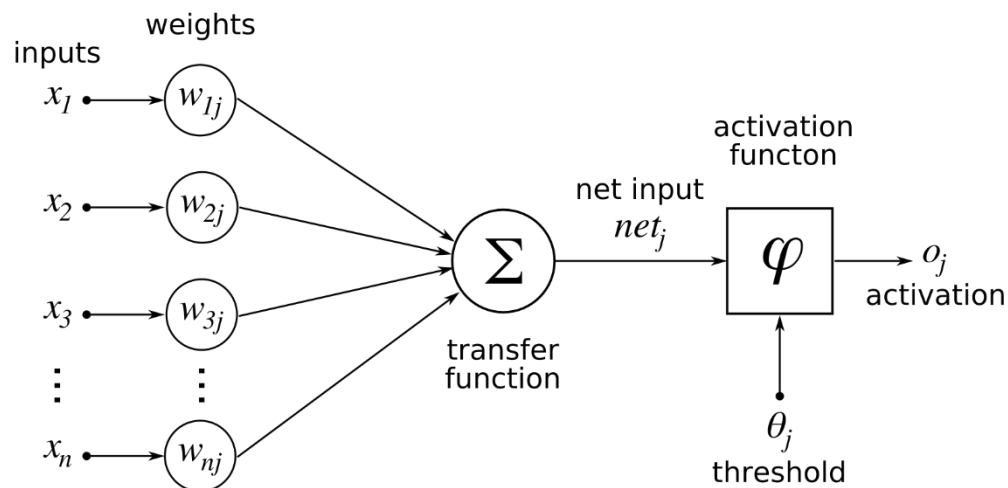 weights
inputs
x1
w1j
activation
functon
x2
w2j
net input
netj
Σ
φ
oj
activation
x3
w3j
transfer
function
⋮
⋮
θj
xn
wnj
threshold